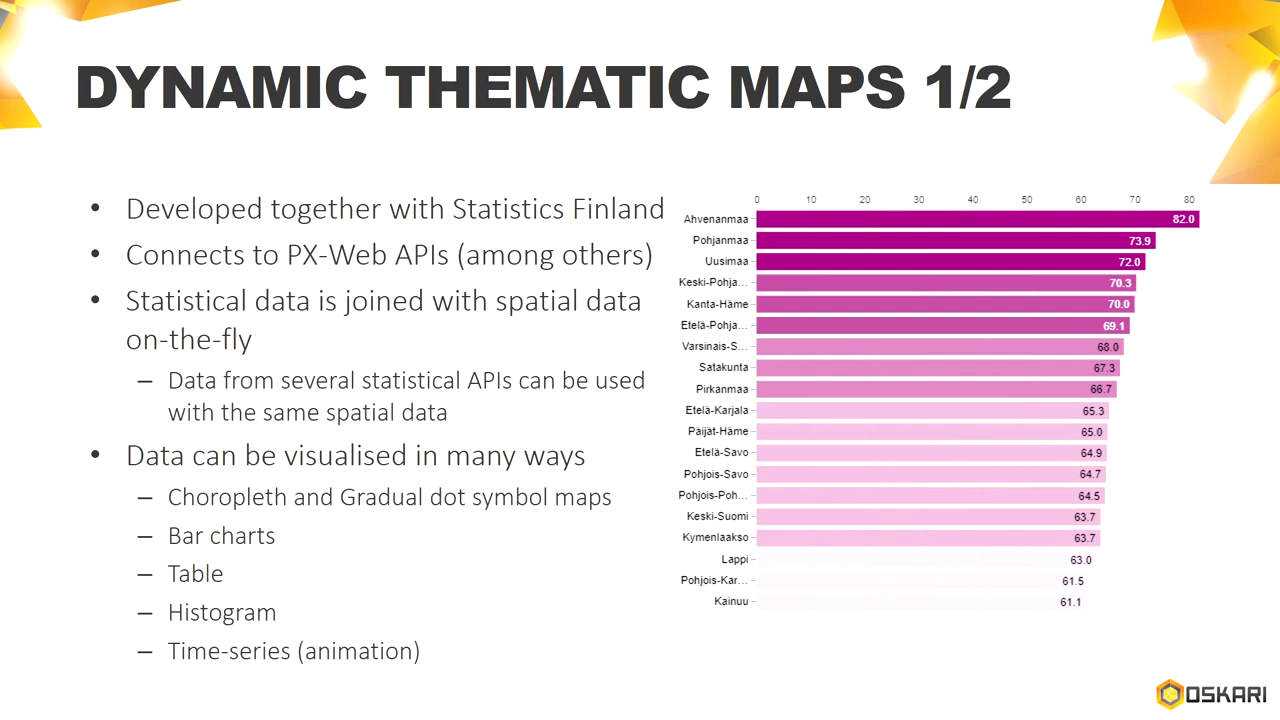 DYNAMIC THEMATIC MAPS 1/2
• Developed together with Statistics Finland
• Connects to PX-Web APIs (among others)
• Statistical data is joined with spatial data
on-the-fly
– Data from several statistical APIs can be used
with the same spatial data
• Data can be visualised in many ways
– Choropleth and Gradual dot symbol maps
– Bar charts
– Table
– Histogram
– Time-series (animation)
0 10 20 30 40 50 60 70 80
Ahvenanmaa 82.0
Pohjanmaa 73.9
Uusimaa 72.0
Keski-Pohja... 70.3
Kanta-Häme 70.0
Etelä-Pohja... 69.1
Varsinais-S... 68.0
Satakunta 67.3
Pirkanmaa 66.7
Etelä-Karjala 65.3
Päijät-Häme 65.0
Etelä-Savo 64.9
Pohjois-Savo 64.7
Pohjois-Poh... 64.5
Keski-Suomi 63.7
Kymenlaakso 63.7
Lappi 63.0
Pohjois-Kar... 61.5
Kainuu 61.1
OSKARI